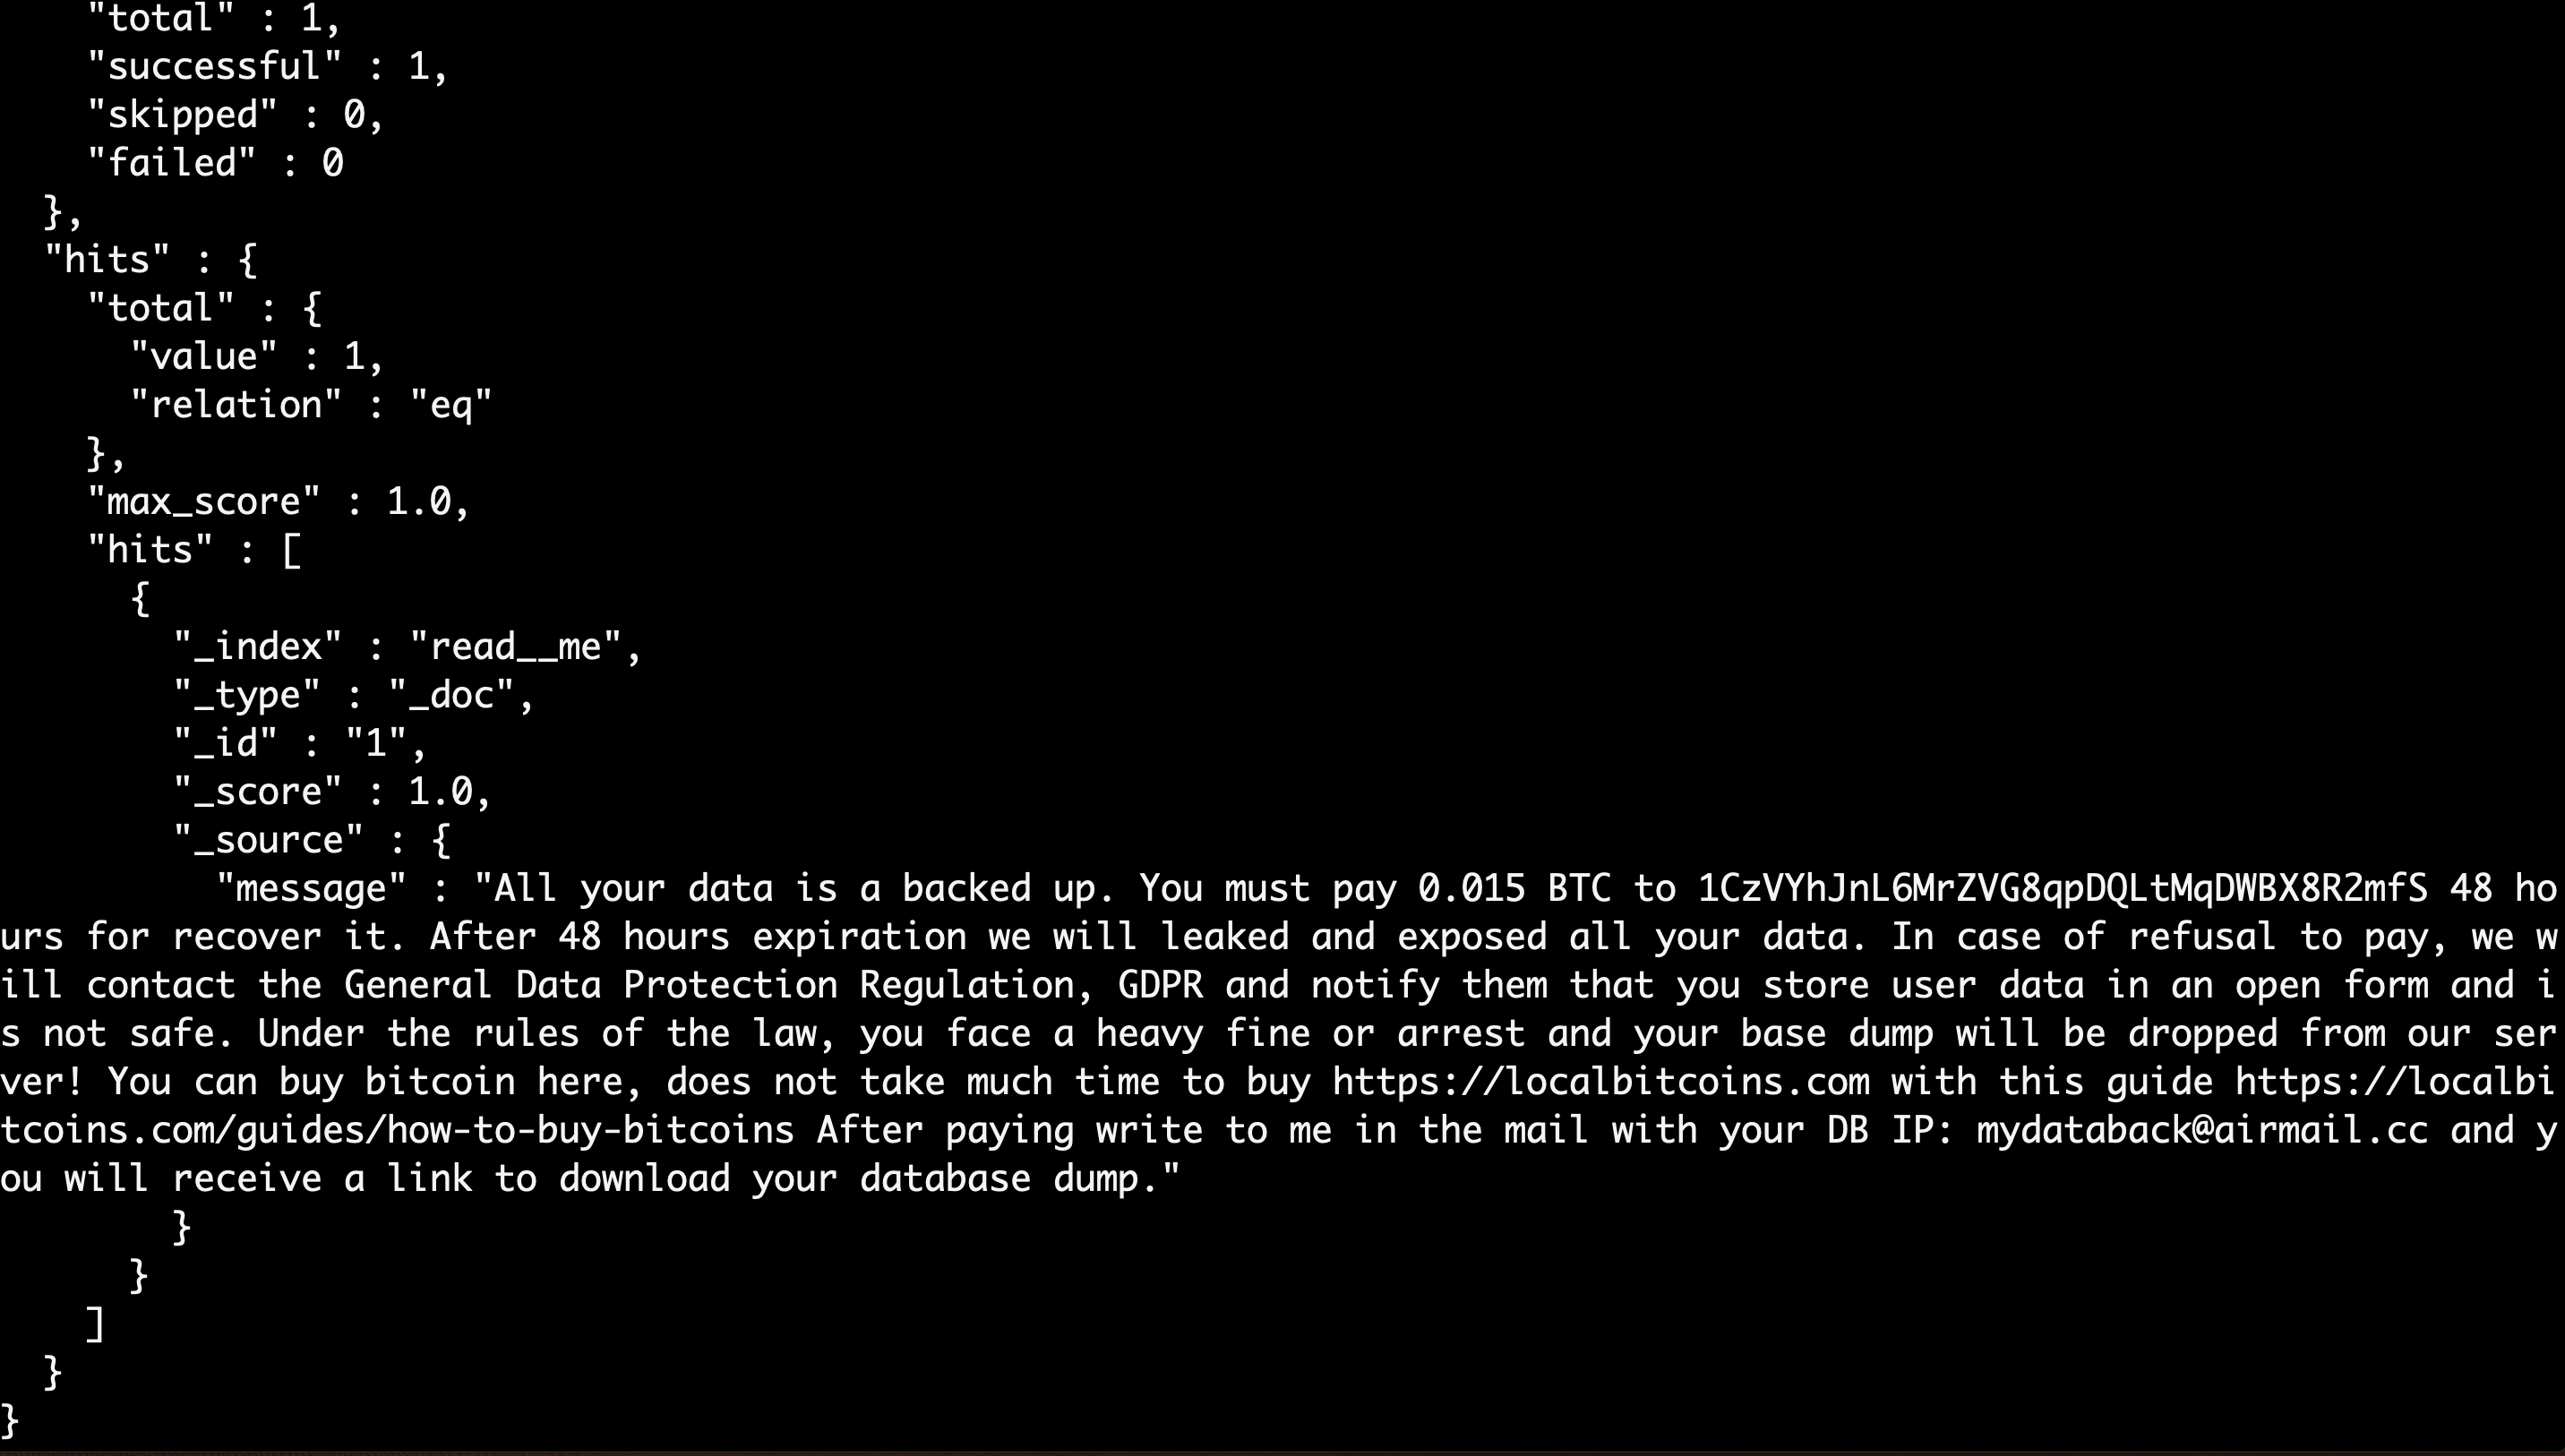 "total" : 1,
"successful" : 1,
"skipped" : 0,
"failed" : 0
},
"hits" : {
"total" : {
"value" : 1,
"relation" : "eq"
},
"max_score" : 1.0,
"hits" : [
{
"_index" : "read__me",
"_type" : "_doc",
"_id" : "1",
"_score" : 1.0,
"_source" : {
"message" : "All your data is a backed up. You must pay 0.015 BTC to 1CzVYhJnL6MrZVG8qpDQLtMqDWBX8R2mfS 48 ho
urs for recover it. After 48 hours expiration we will leaked and exposed all your data. In case of refusal to pay, we w
ill contact the General Data Protection Regulation, GDPR and notify them that you store user data in an open form and i
s not safe. Under the rules of the law, you face a heavy fine or arrest and your base dump will be dropped from our ser
ver! You can buy bitcoin here, does not take much time to buy https://localbitcoins.com with this guide https://localbi
tcoins.com/guides/how-to-buy-bitcoins After paying write to me in the mail with your DB IP: mydataback@airmail.cc and y
ou will receive a link to download your database dump."
}
}
]
}
}